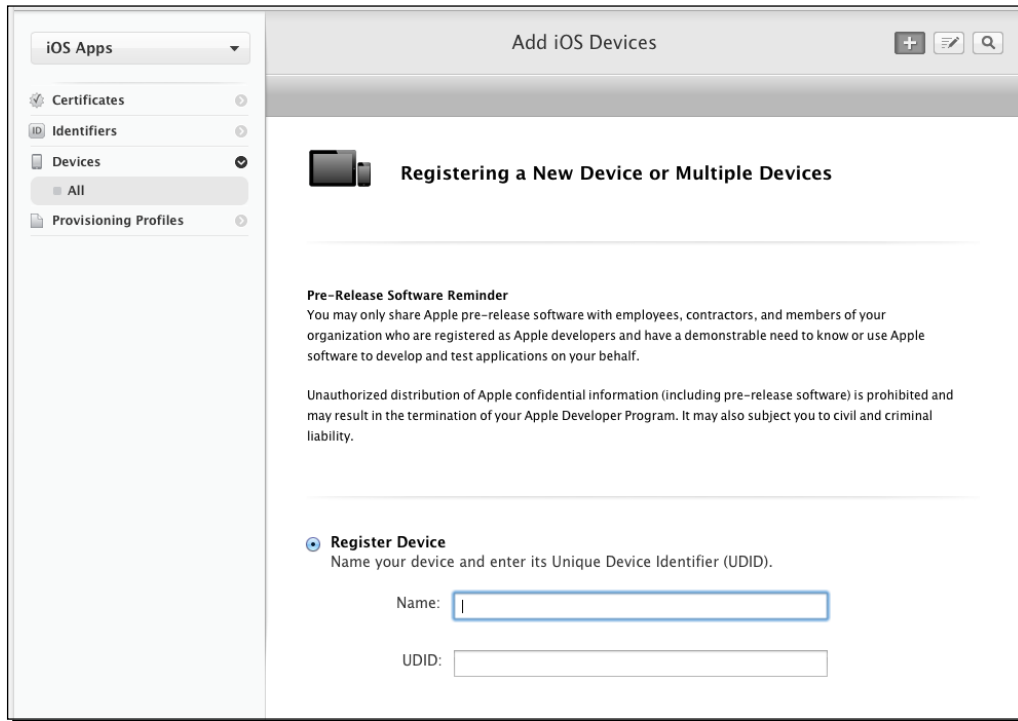 iOS Apps
Add iOS Devices
Certificates
ID Identifiers
Devices
All
Provisioning Profiles
Registering a New Device or Multiple Devices
Pre-Release Software Reminder
You may only share Apple pre-release software with employees, contractors, and members of your
organization who are registered as Apple developers and have a demonstrable need to know or use Apple
software to develop and test applications on your behalf.
Unauthorized distribution of Apple confidential information (including pre-release software) is prohibited and
may result in the termination of your Apple Developer Program. It may also subject you to civil and criminal
liability.
Register Device
Name your device and enter its Unique Device Identifier (UDID).
Name:
UDID: